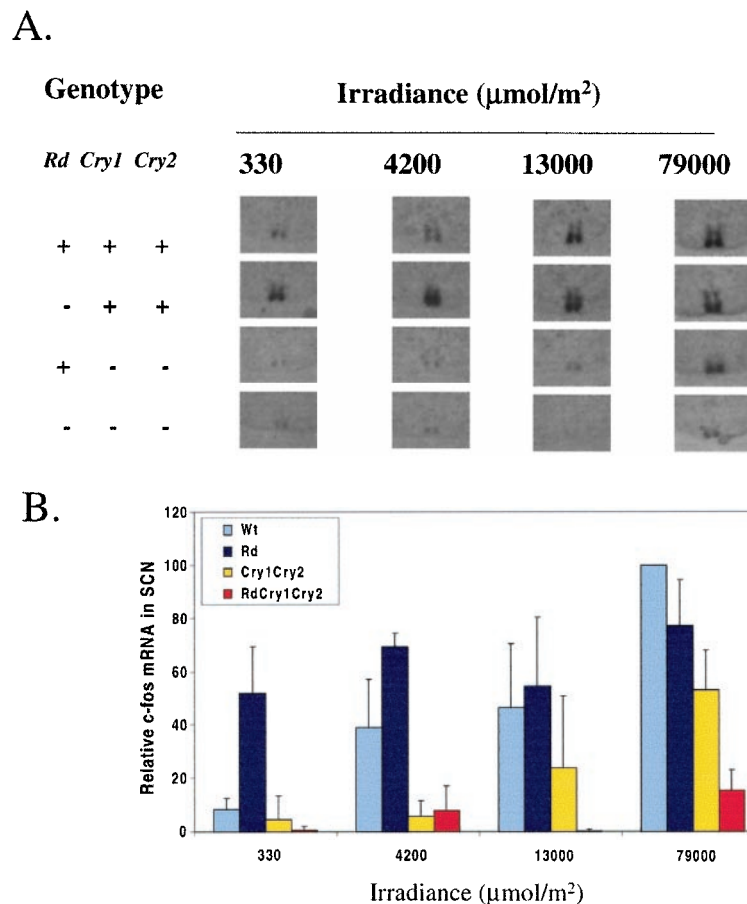 A.
Genotype Irradiance (μmol/m²)
Rd Cry1 Cry2 330 4200 13000 79000
+ + +
- + +
+ - -
- - -
B.
120
100
80
60
40
20
0
Relative c-fos mRNA in SCN
Wt
Rd
Cry1Cry2
RdCry1Cry2
330 4200 13000 79000
Irradiance (μmol/m²)